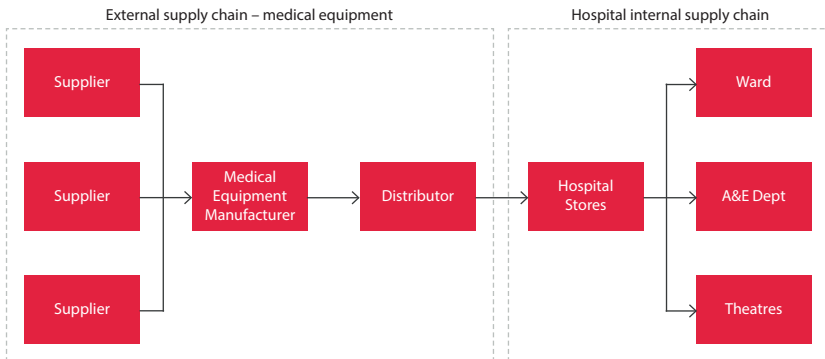 External supply chain – medical equipment
Hospital internal supply chain
Supplier
Supplier
Supplier
Medical
Equipment
Manufacturer
Distributor
Hospital
Stores
Ward
A&E Dept
Theatres